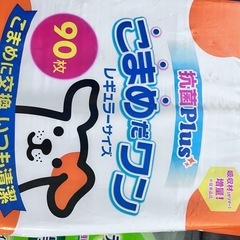 抗菌Plus
こまめだワン
レギュラーサイズ
90枚
こまめに交換 いつも清潔
吸収材
増量!